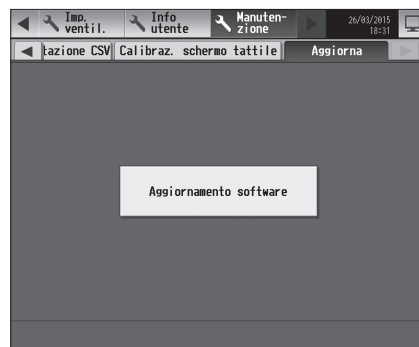 Imp. ventil.
Info utente
Manuten- zione
26/03/2015
18:31
tazione CSV
Calibraz. schermo tattile
Aggiorna
Aggiornamento software